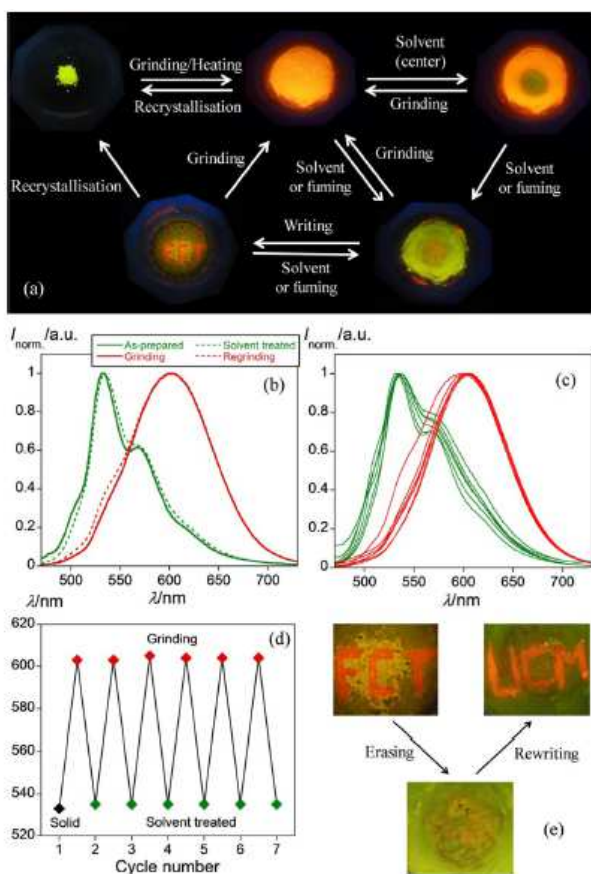 Grinding/Heating
Recrystallisation
Solvent
(center)
Grinding
Recrystallisation
Grinding
Solvent
or fuming
Grinding
Solvent
or fuming
Writing
Solvent
or fuming
FCT
(a)
I norm./a.u.
As-prepared
Solvent treated
Grinding
Regrinding
(b)
1
0.8
0.6
0.4
0.2
0
500 550 600 650 700
λ/nm λ/nm
I norm./a.u.
(c)
1
0.8
0.6
0.4
0.2
0
500 550 600 650 700
λ/nm
620
600
580
560
540
520
Grinding
(d)
Solid
Solvent treated
1 2 3 4 5 6 7
Cycle number
FCT
UCM
Erasing
Rewriting
(e)